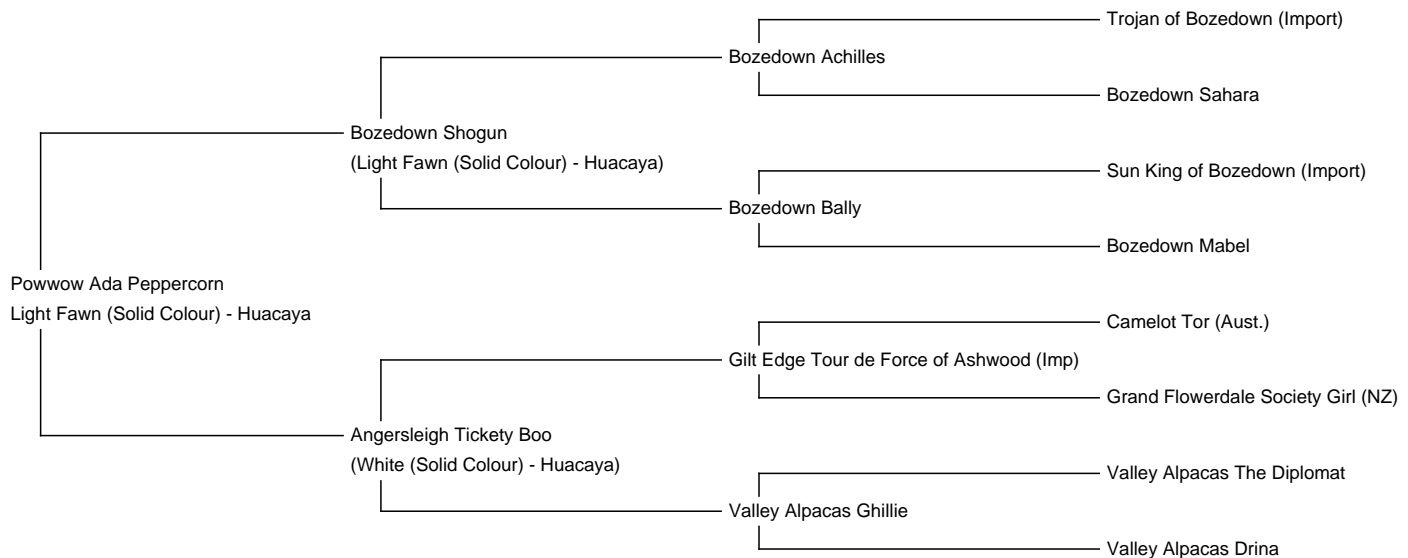 Trojan of Bozedown (Import)
Bozedown Achilles
Bozedown Sahara
Bozedown Shogun
(Light Fawn (Solid Colour) - Huacaya)
Sun King of Bozedown (Import)
Bozedown Bally
Bozedown Mabel
Powwow Ada Peppercorn
Light Fawn (Solid Colour) - Huacaya
Camelot Tor (Aust.)
Gilt Edge Tour de Force of Ashwood (Imp)
Grand Flowerdale Society Girl (NZ)
Angersleigh Tickety Boo
(White (Solid Colour) - Huacaya)
Valley Alpacas The Diplomat
Valley Alpacas Ghillie
Valley Alpacas Drina